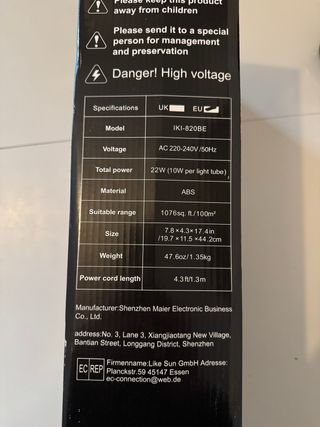 Please keep this product
away from children
Please send it to a special
person for management
and preservation
Danger! High voltage
Specifications UK EU
Model IKI-820BE
Voltage AC 220-240V /50Hz
Total power 22W (10W per light tube)
Material ABS
Suitable range 1076sq. ft./100m²
Size 7.8×4.3×17.4in
/19.7×11.5×44.2cm
Weight 47.6oz/1.35kg
Power cord length 4.3ft/1.3m
Manufacturer:Shenzhen Maier Electronic Business
Co., Ltd.
address:No. 3, Lane 3, Xiangjiaotang New Village,
Bantian Street, Longgang District, Shenzhen
EC REP
Firmenname:Like Sun GmbH Adresse:
Planckstr.59 45147 Essen
ec-connection@web.de